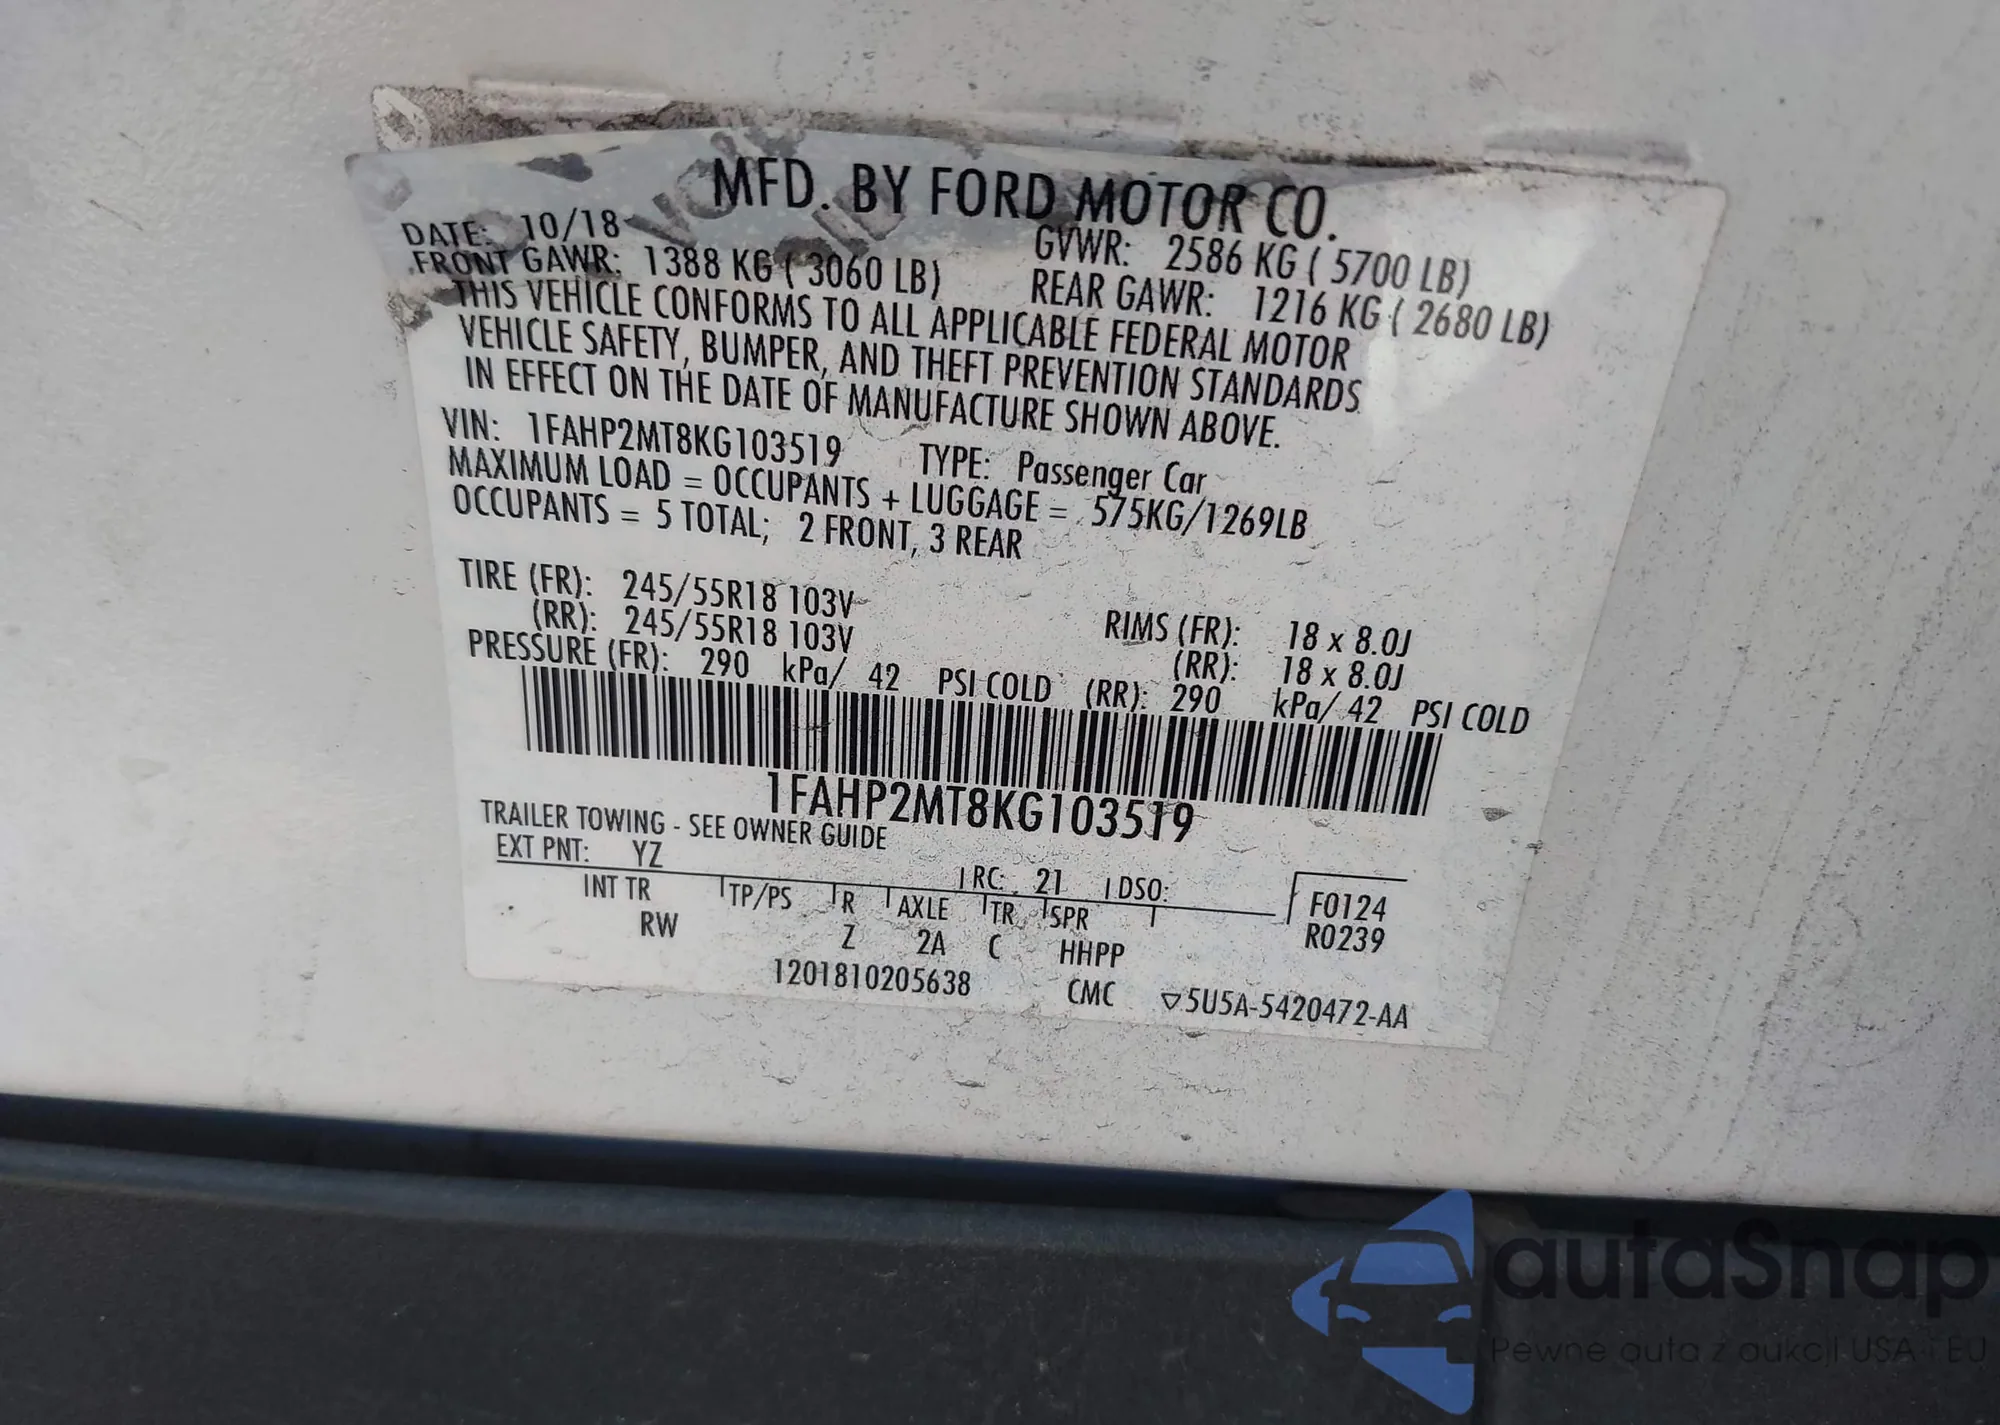 MFD. BY FORD MOTOR CO.
DATE: 10/18 GVWR: 2586 KG ( 5700 LB)
FRONT GAWR: 1388 KG ( 3060 LB) REAR GAWR: 1216 KG ( 2680 LB)
THIS VEHICLE CONFORMS TO ALL APPLICABLE FEDERAL MOTOR
VEHICLE SAFETY, BUMPER, AND THEFT PREVENTION STANDARDS
IN EFFECT ON THE DATE OF MANUFACTURE SHOWN ABOVE.
VIN: 1FAHP2MT8KG103519 TYPE: Passenger Car
MAXIMUM LOAD = OCCUPANTS + LUGGAGE = 575KG/1269LB
OCCUPANTS = 5 TOTAL; 2 FRONT, 3 REAR
TIRE (FR): 245/55R18 103V RIMS (FR): 18 x 8.0J
(RR): 245/55R18 103V (RR): 18 x 8.0J
PRESSURE (FR): 290 kPa/ 42 PSI COLD (RR): 290 kPa/ 42 PSI COLD
1FAHP2MT8KG103519
TRAILER TOWING - SEE OWNER GUIDE
EXT PNT: YZ RC: 21 DSO: F0124
INT TR TP/PS R AXLE TR SPR R0239
RW Z 2A C HHPP
1201810205638 CMC ▽5U5A-5420472-AA
autaSnap
Pewne auta z aukcji USA i EU